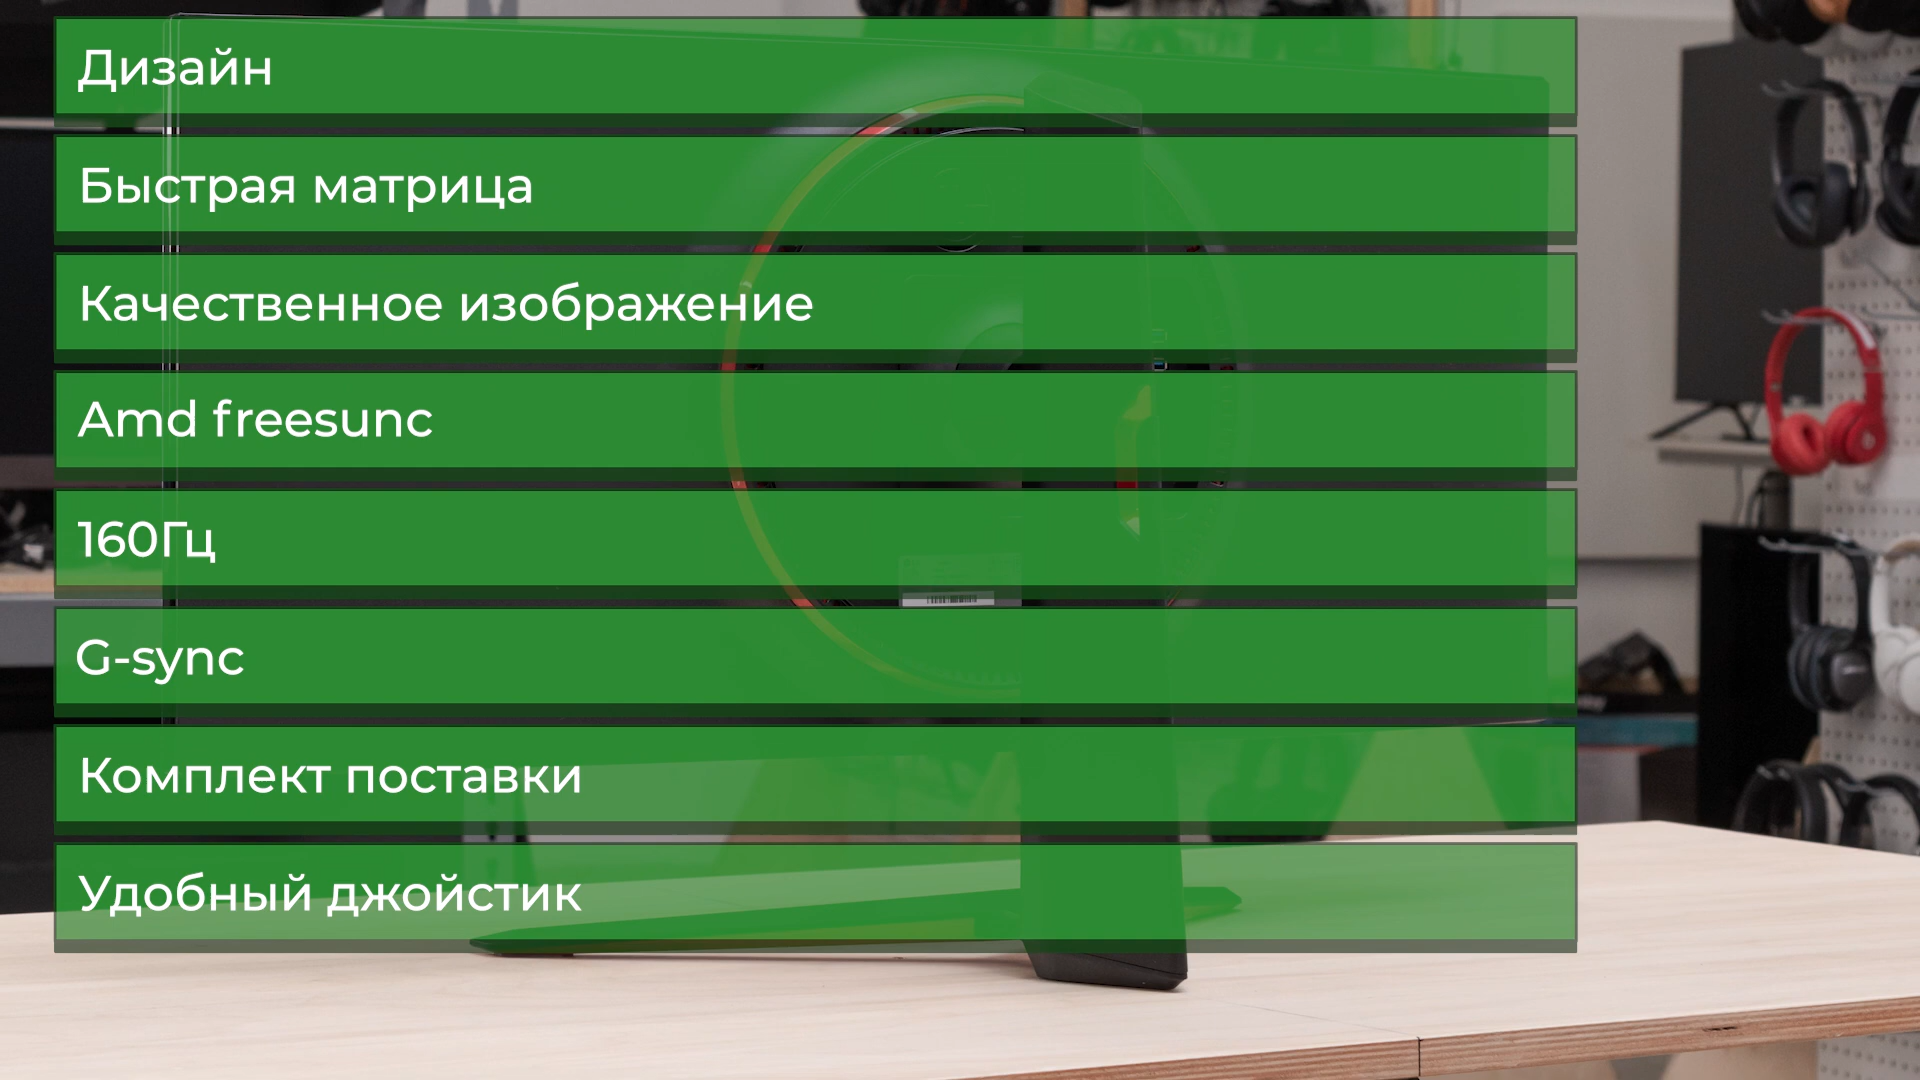 Дизайн
Быстрая матрица
Качественное изображение
Amd freesunc
160Гц
G-sync
Комплект поставки
Удобный джойстик